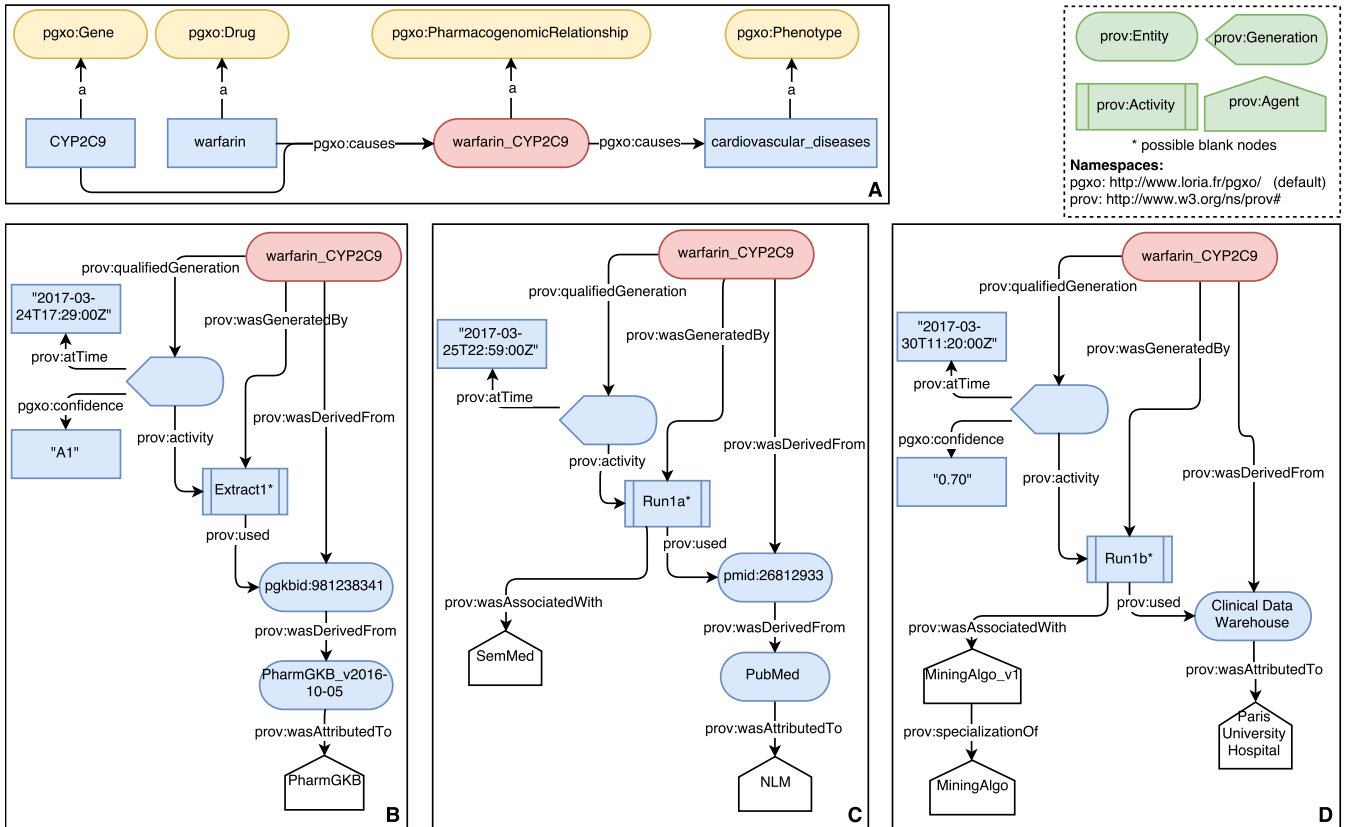 pgxo:Gene
pgxo:Drug
pgxo:PharmacogenomicRelationship
pgxo:Phenotype
a
a
a
a
CYP2C9
warfarin
pgxo:causes
warfarin_CYP2C9
pgxo:causes
cardiovascular_diseases
A
prov:Entity
prov:Generation
prov:Activity
prov:Agent
* possible blank nodes
Namespaces:
pgxo: http://www.loria.fr/pgxo/ (default)
prov: http://www.w3.org/ns/prov#
warfarin_CYP2C9
prov:qualifiedGeneration
"2017-03-
24T17:29:00Z"
prov:wasGeneratedBy
prov:atTime
pgxo:confidence
prov:wasDerivedFrom
prov:activity
"A1"
Extract1*
prov:used
pgkbid:981238341
prov:wasDerivedFrom
PharmGKB_v2016-
10-05
prov:wasAttributedTo
PharmGKB
B
warfarin_CYP2C9
prov:qualifiedGeneration
"2017-03-
25T22:59:00Z"
prov:wasGeneratedBy
prov:atTime
prov:wasDerivedFrom
prov:activity
Run1a*
prov:used
pmid:26812933
prov:wasAssociatedWith
prov:wasDerivedFrom
SemMed
PubMed
prov:wasAttributedTo
NLM
C
warfarin_CYP2C9
prov:qualifiedGeneration
"2017-03-
30T11:20:00Z"
prov:wasGeneratedBy
prov:atTime
pgxo:confidence
prov:wasDerivedFrom
"0.70"
prov:activity
Run1b*
prov:used
Clinical Data
Warehouse
prov:wasAssociatedWith
MiningAlgo_v1
prov:wasAttributedTo
prov:specializationOf
Paris
University
Hospital
MiningAlgo
D